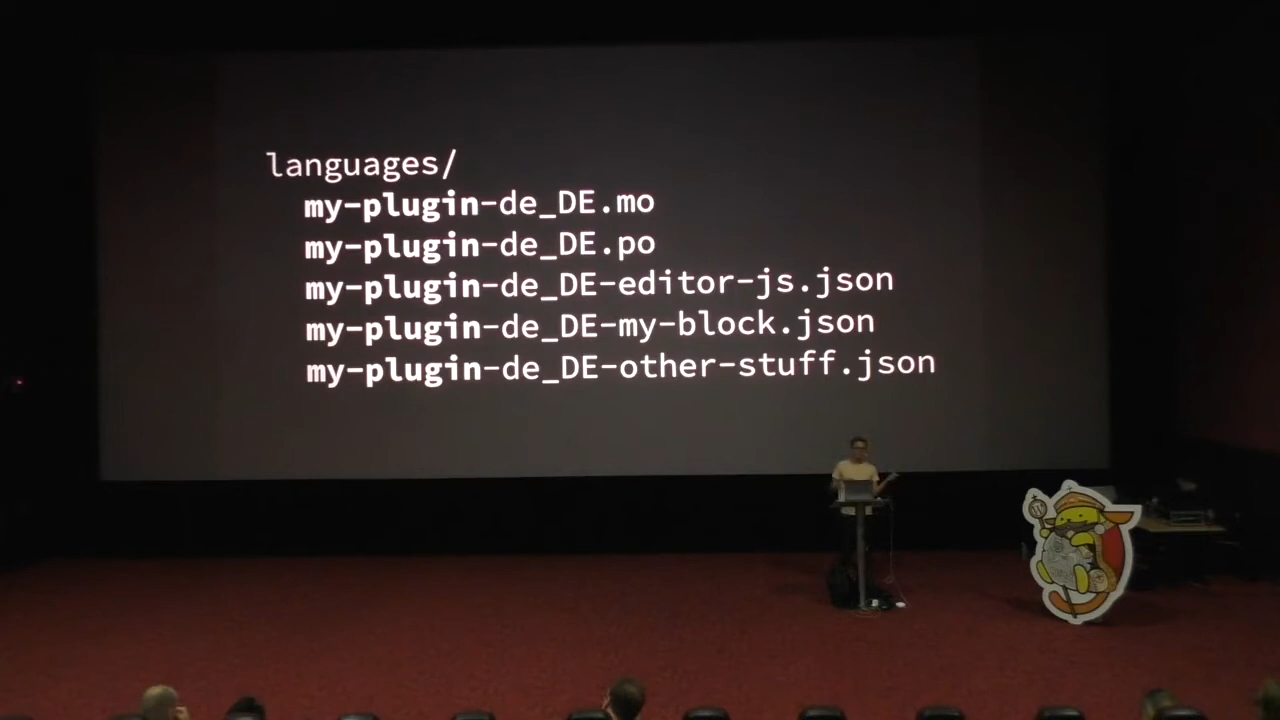 languages/
my-plugin-de_DE.mo
my-plugin-de_DE.po
my-plugin-de_DE-editor-js.json
my-plugin-de_DE-my-block.json
my-plugin-de_DE-other-stuff.json